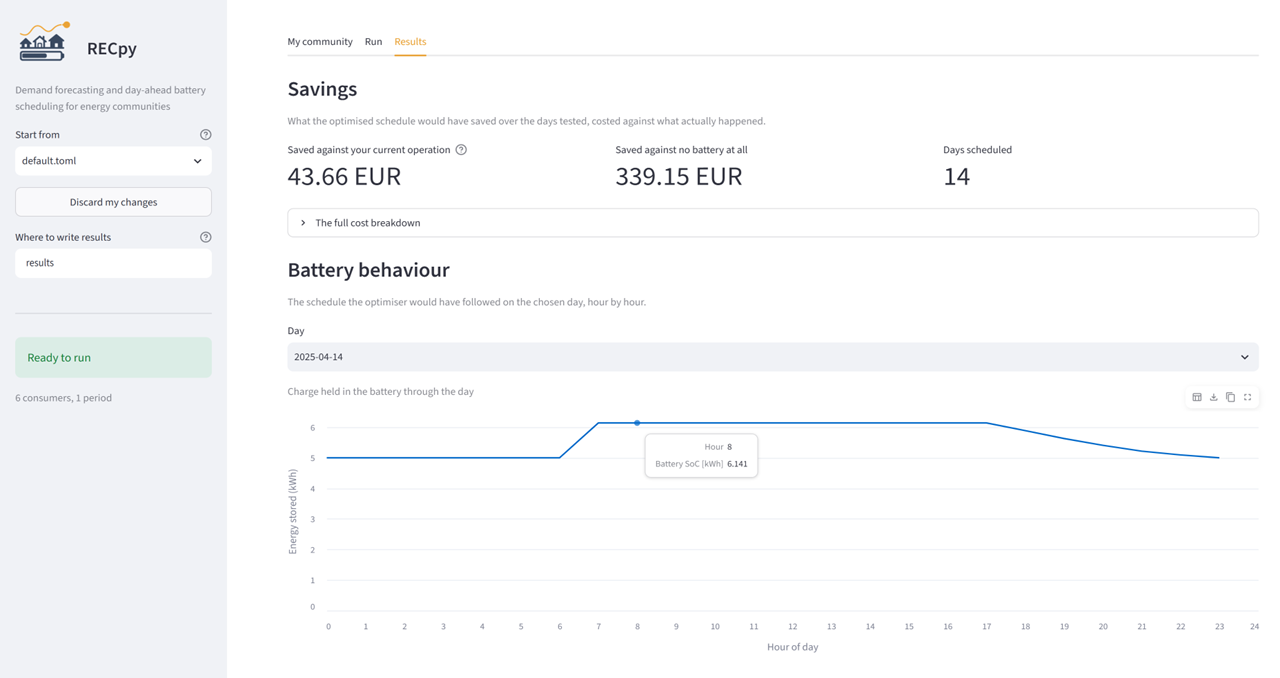 RECpy
Demand forecasting and day-ahead battery
scheduling for energy communities
Start from
default.toml
Discard my changes
Where to write results
results
Ready to run
6 consumers, 1 period
My community Run Results
Savings
What the optimised schedule would have saved over the days tested, costed against what actually happened.
Saved against your current operation Saved against no battery at all Days scheduled
43.66 EUR 339.15 EUR 14
The full cost breakdown
Battery behaviour
The schedule the optimiser would have followed on the chosen day, hour by hour.
Day
2025-04-14
Charge held in the battery through the day
Energy stored (kWh)
6
5
4
3
2
1
0
Hour 8
Battery SoC [kWh] 6.141
0 1 2 3 4 5 6 7 8 9 10 11 12 13 14 15 16 17 18 19 20 21 22 23 24
Hour of day